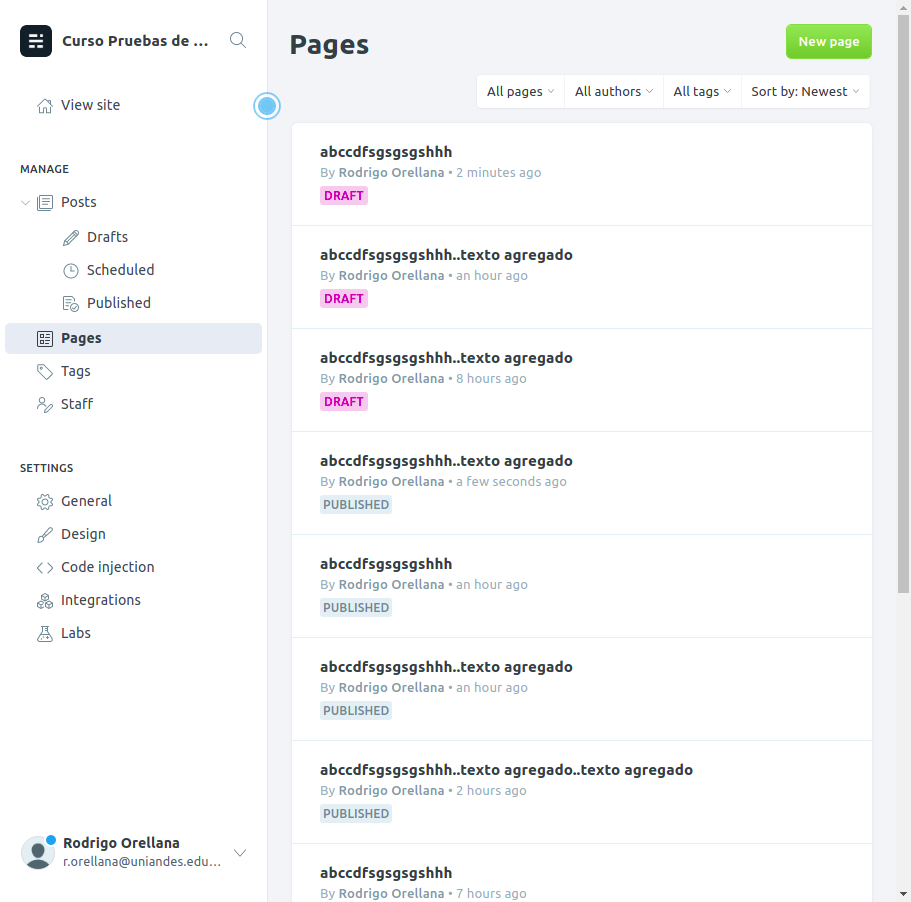 Curso Pruebas de ...
View site
MANAGE
Posts
Drafts
Scheduled
Published
Pages
Tags
Staff
SETTINGS
General
Design
Code injection
Integrations
Labs
Rodrigo Orellana
r.orellana@uniandes.edu...
Pages
New page
All pages
All authors
All tags
Sort by: Newest
abccdfsgsgsgshhh
By Rodrigo Orellana • 2 minutes ago
DRAFT
abccdfsgsgsgshhh..texto agregado
By Rodrigo Orellana • an hour ago
DRAFT
abccdfsgsgsgshhh..texto agregado
By Rodrigo Orellana • 8 hours ago
DRAFT
abccdfsgsgsgshhh..texto agregado
By Rodrigo Orellana • a few seconds ago
PUBLISHED
abccdfsgsgsgshhh
By Rodrigo Orellana • an hour ago
PUBLISHED
abccdfsgsgsgshhh..texto agregado
By Rodrigo Orellana • an hour ago
PUBLISHED
abccdfsgsgsgshhh..texto agregado..texto agregado
By Rodrigo Orellana • 2 hours ago
PUBLISHED
abccdfsgsgsgshhh
By Rodrigo Orellana • 7 hours ago